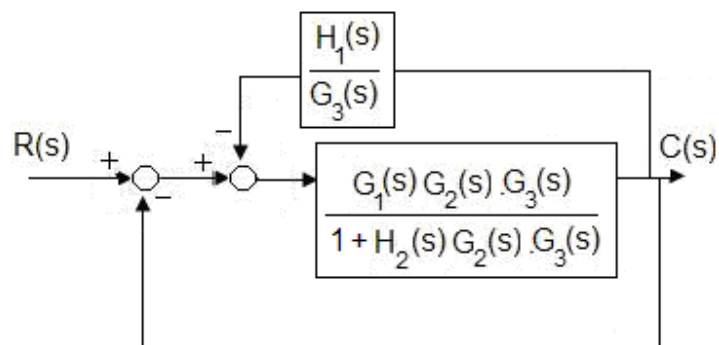 H1(s)
G3(s)
R(s)
+
−
+
−
C(s)
G1(s) G2(s) .G3(s)
1 + H2(s) G2(s) .G3(s)